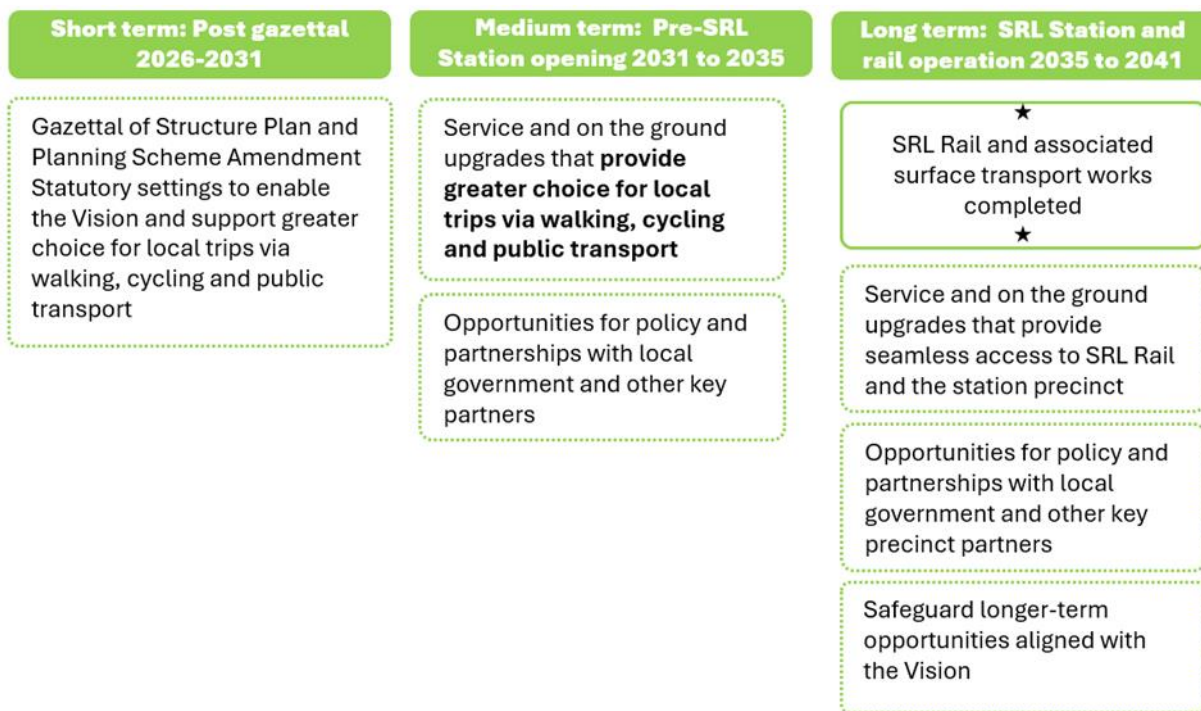 Short term: Post gazettal
2026-2031
Gazettal of Structure Plan and
Planning Scheme Amendment
Statutory settings to enable
the Vision and support greater
choice for local trips via
walking, cycling and public
transport
Medium term: Pre-SRL
Station opening 2031 to 2035
Service and on the ground
upgrades that provide
greater choice for local
trips via walking, cycling
and public transport
Opportunities for policy and
partnerships with local
government and other key
partners
Long term: SRL Station and
rail operation 2035 to 2041
★
SRL Rail and associated
surface transport works
completed
★
Service and on the ground
upgrades that provide
seamless access to SRL Rail
and the station precinct
Opportunities for policy and
partnerships with local
government and other key
precinct partners
Safeguard longer-term
opportunities aligned with
the Vision